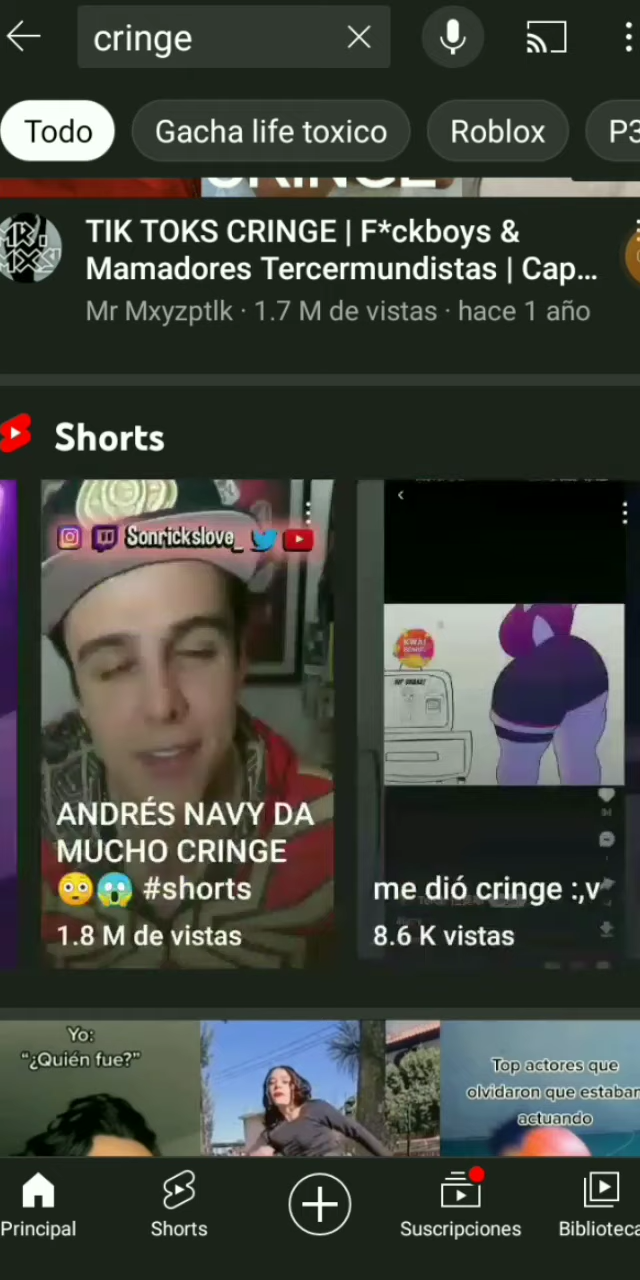 cringe
Todo
Gacha life toxico
Roblox
P3
TIK TOKS CRINGE | F*ckboys &
Mamadores Tercermundistas | Cap...
Mr Mxyzptlk · 1.7 M de vistas · hace 1 año
Shorts
Sonrickslove_
ANDRÉS NAVY DA
MUCHO CRINGE
😳😱 #shorts
1.8 M de vistas
me dió cringe :,v
8.6 K vistas
Yo:
"¿Quién fue?"
Top actores que
olvidaron que estaban
actuando
Principal
Shorts
Suscripciones
Biblioteca